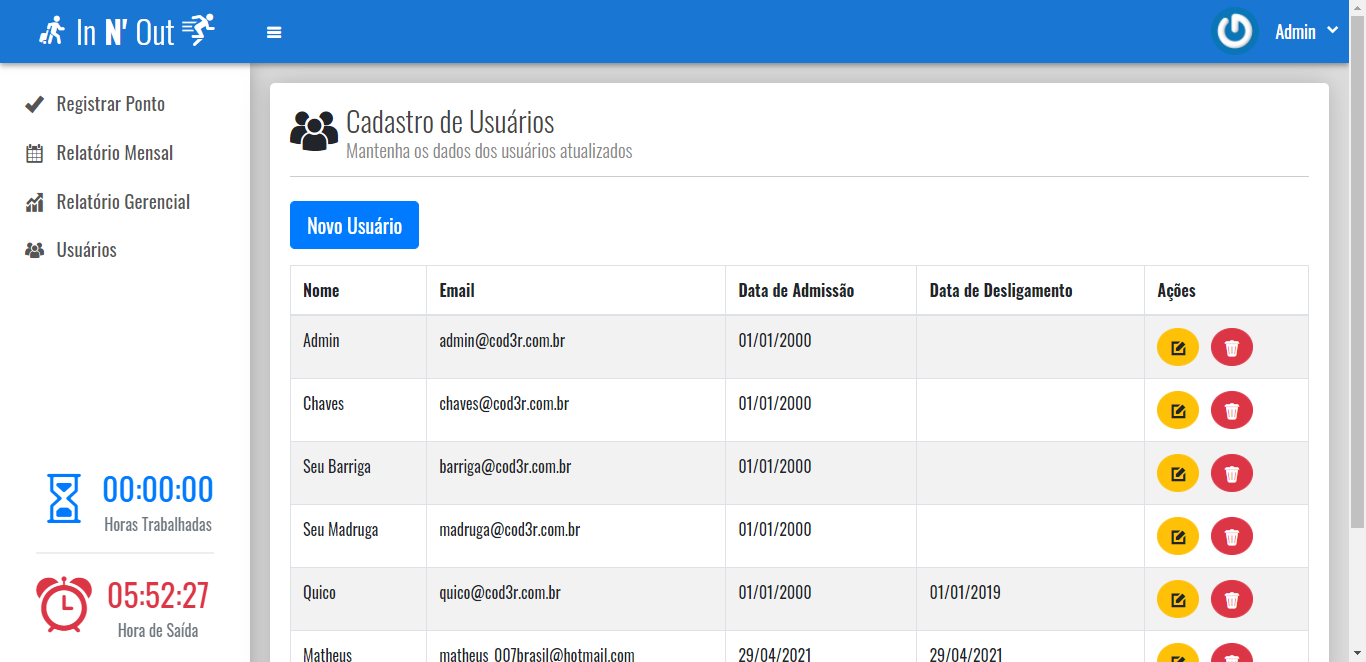 In N' Out
Admin
Registrar Ponto
Relatório Mensal
Relatório Gerencial
Usuários
00:00:00
Horas Trabalhadas
05:52:27
Hora de Saída
Cadastro de Usuários
Mantenha os dados dos usuários atualizados
Novo Usuário
Nome Email Data de Admissão Data de Desligamento Ações
Admin admin@cod3r.com.br 01/01/2000
Chaves chaves@cod3r.com.br 01/01/2000
Seu Barriga barriga@cod3r.com.br 01/01/2000
Seu Madruga madruga@cod3r.com.br 01/01/2000
Quico quico@cod3r.com.br 01/01/2000 01/01/2019
Matheus matheus_007brasil@hotmail.com 29/04/2021 29/04/2021